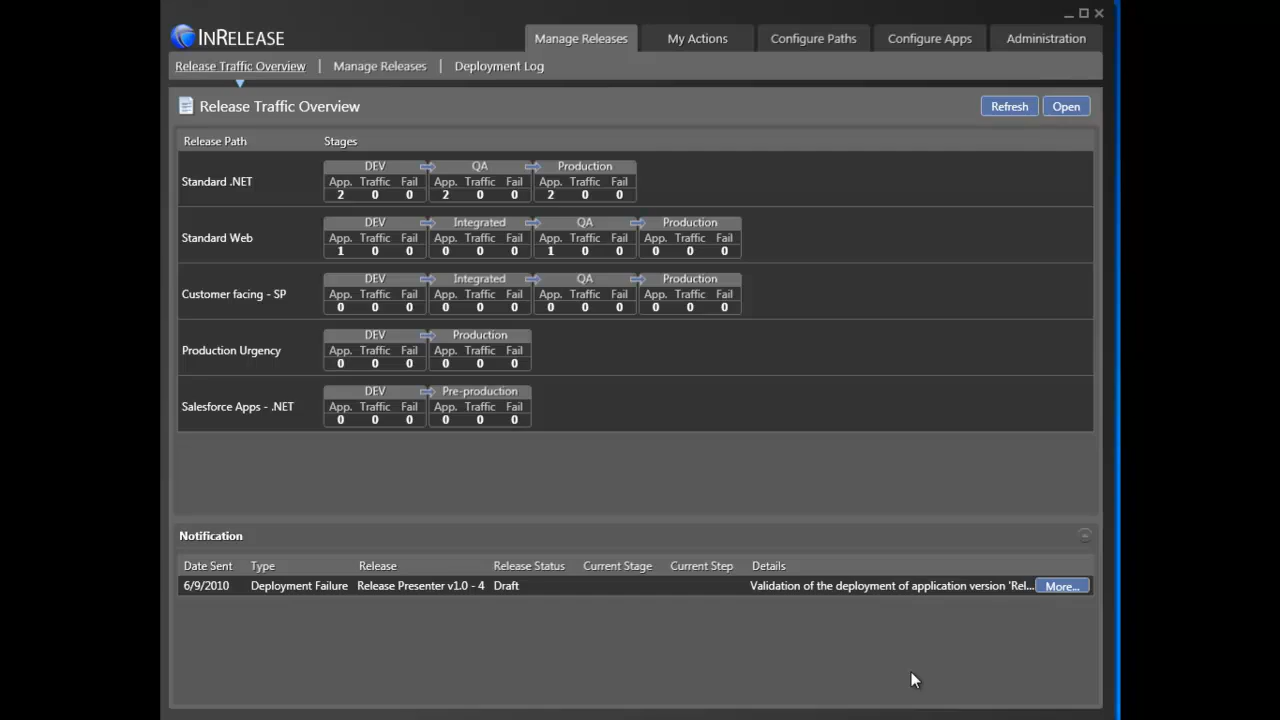 INRELEASE
Manage Releases My Actions Configure Paths Configure Apps Administration
Release Traffic Overview | Manage Releases | Deployment Log
Release Traffic Overview Refresh Open
Release Path Stages
DEV QA Production
Standard .NET App. Traffic Fail App. Traffic Fail App. Traffic Fail
2 0 0 2 0 0 2 0 0
DEV Integrated QA Production
Standard Web App. Traffic Fail App. Traffic Fail App. Traffic Fail App. Traffic Fail
1 0 0 0 0 0 1 0 0 0 0 0
DEV Integrated QA Production
Customer facing - SP App. Traffic Fail App. Traffic Fail App. Traffic Fail App. Traffic Fail
0 0 0 0 0 0 0 0 0 0 0 0
DEV Production
Production Urgency App. Traffic Fail App. Traffic Fail
0 0 0 0 0 0
DEV Pre-production
Salesforce Apps - .NET App. Traffic Fail App. Traffic Fail
0 0 0 0 0 0
Notification
Date Sent Type Release Release Status Current Stage Current Step Details
6/9/2010 Deployment Failure Release Presenter v1.0 - 4 Draft Validation of the deployment of application version 'Rel... More...